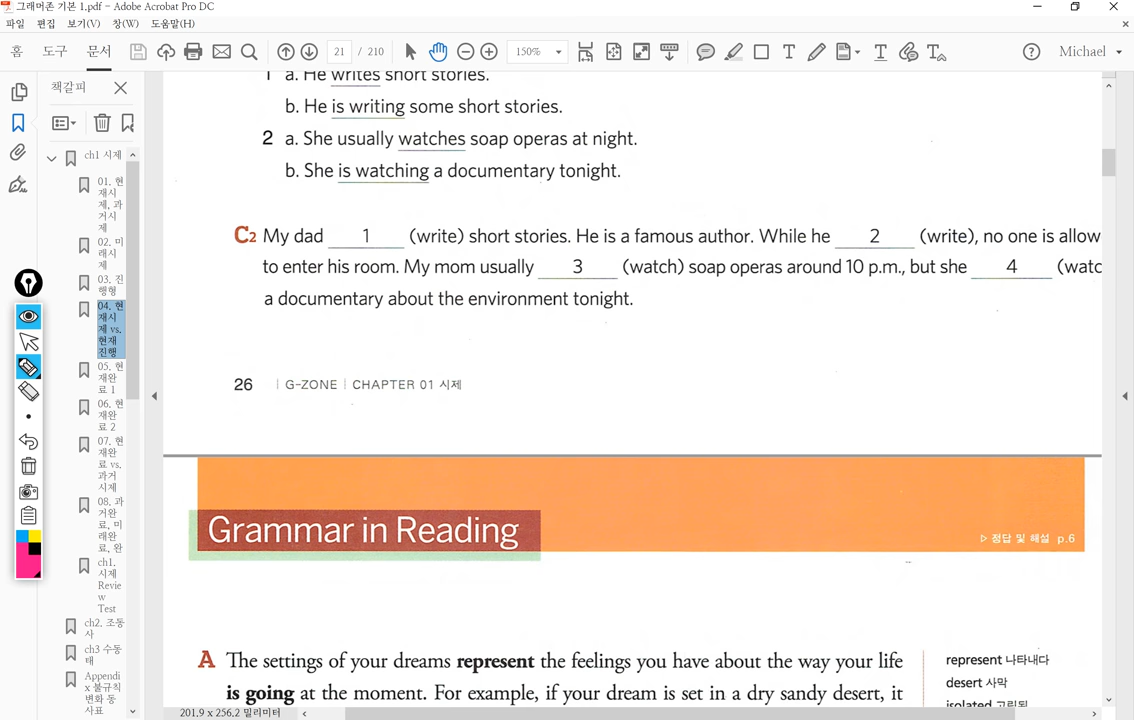 그래머존 기본 1.pdf - Adobe Acrobat Pro DC
파일 편집 보기(V) 창(W) 도움말(H)
홈 도구 문서 21 / 210 150% Michael
책갈피
ch1 시제
01. 현재시제, 과거시제
02. 미래시제
03. 진행형
04. 현재시제 vs. 현재진행
05. 현재완료 1
06. 현재완료 2
07. 현재완료 vs. 과거시제
08. 과거완료, 미래완료, 완
ch1. 시제 Review Test
ch2. 조동사
ch3 수동태
Appendix 불규칙 변화 동사표
1 a. He writes short stories.
b. He is writing some short stories.
2 a. She usually watches soap operas at night.
b. She is watching a documentary tonight.
C2 My dad 1 (write) short stories. He is a famous author. While he 2 (write), no one is allow
to enter his room. My mom usually 3 (watch) soap operas around 10 p.m., but she 4 (watc
a documentary about the environment tonight.
26 | G-ZONE | CHAPTER 01 시제
Grammar in Reading
▷ 정답 및 해설 p.6
A The settings of your dreams represent the feelings you have about the way your life
is going at the moment. For example, if your dream is set in a dry sandy desert, it
represent 나타내다
desert 사막
isolated 고립된
201.9 x 256.2 밀리미터